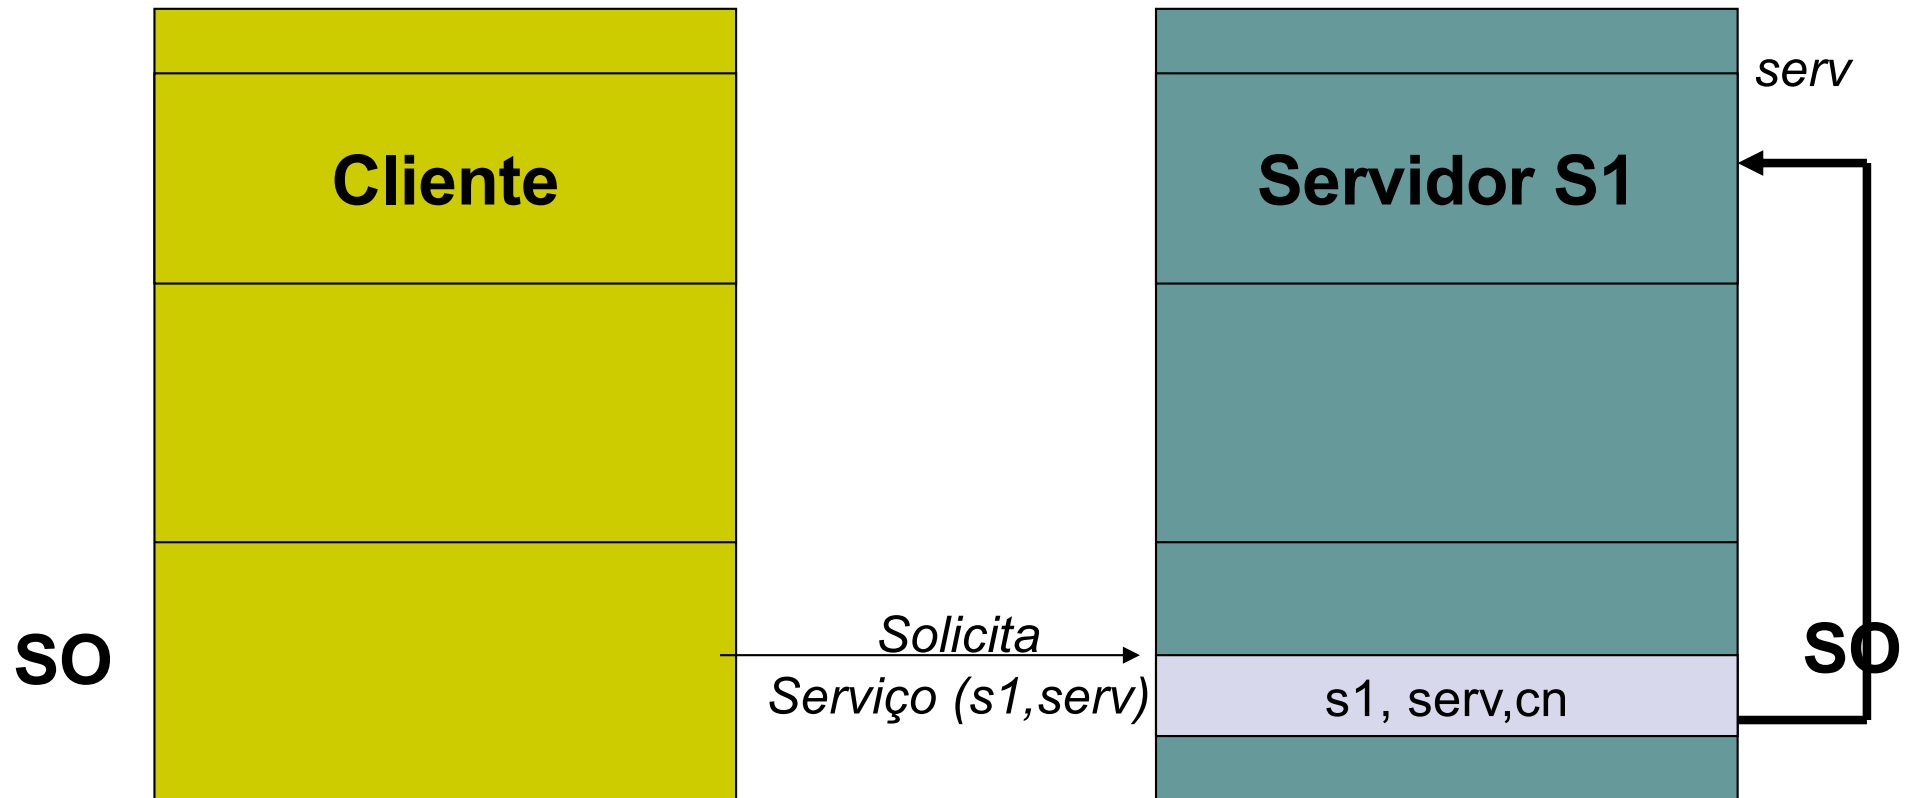 serv
Cliente
Servidor S1
Solicita
SO
SO
Serviço (s1,serv)
s1, serv,cn